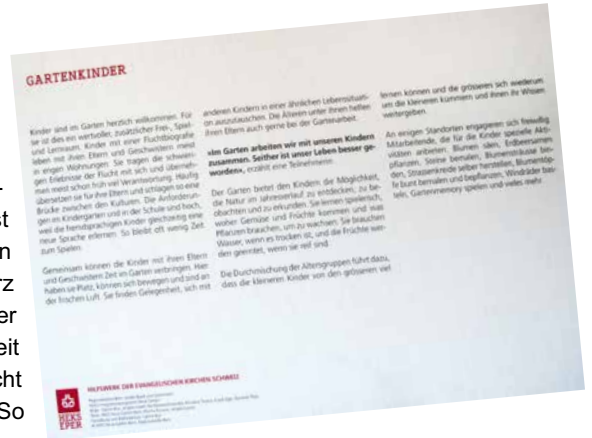 GARTENKINDER
Kinder sind im Garten herzlich willkommen. Für
sie ist dies ein wertvoller, zusätzlicher Frei-, Spiel-
und Lernraum. Kinder mit einer Fluchtbiografie
leben mit ihren Eltern und Geschwistern meist
in engen Wohnungen. Sie tragen die schwieri-
gen Erlebnisse der Flucht mit sich und überneh-
men meist schon früh viel Verantwortung. Häufig
übersetzen sie für ihre Eltern und schlagen so eine
Brücke zwischen den Kulturen. Die Anforderun-
gen im Kindergarten und in der Schule sind hoch,
weil die fremdsprachigen Kinder gleichzeitig eine
neue Sprache erlernen. So bleibt oft wenig Zeit
zum Spielen.
Gemeinsam können die Kinder mit ihren Eltern
und Geschwistern Zeit im Garten verbringen. Hier
haben sie Platz, können sich bewegen und sind an
der frischen Luft. Sie finden Gelegenheit, sich mit
anderen Kindern in einer ähnlichen Lebenssituati-
on auszutauschen. Die Älteren unter ihnen helfen
ihren Eltern auch gerne bei der Gartenarbeit.
«Im Garten arbeiten wir mit unseren Kindern
zusammen. Seither ist unser Leben besser ge-
worden», erzählt eine Teilnehmerin.
Der Garten bietet den Kindern die Möglichkeit,
die Natur im Jahresverlauf zu entdecken, zu be-
obachten und zu erkunden. Sie lernen spielerisch,
woher Gemüse und Früchte kommen und was
Pflanzen brauchen, um zu wachsen. Sie brauchen
Wasser, wenn es trocken ist, und die Früchte wer-
den geerntet, wenn sie reif sind.
Die Durchmischung der Altersgruppen führt dazu,
dass die kleineren Kinder von den grösseren viel
lernen können und die grösseren sich wiederum
um die kleineren kümmern und ihnen ihr Wissen
weitergeben.
An einigen Standorten engagieren sich freiwillig
Mitarbeitende, die für die Kinder spezielle Akti-
vitäten anbieten. Blumen säen, Erdbeersamen
pflanzen, Steine bemalen, Blumenmosaike bas-
den, Strassenkreide selber herstellen, Blumentöp-
fe bunt bemalen und bepflanzen, Windräder bas-
teln, Gartenmemory spielen und vieles mehr.
HILFSWERK DER EVANGELISCHEN KIRCHEN SCHWEIZ
HEKS
EPER
-
st
n
rz
er
eit
cht
So